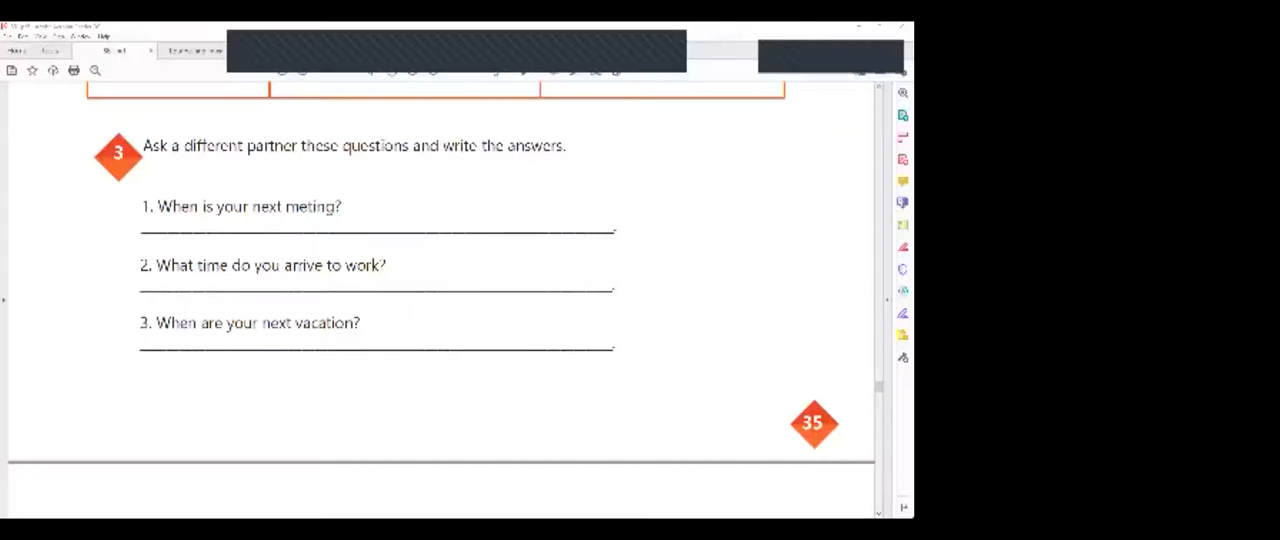 3
Ask a different partner these questions and write the answers.
1. When is your next meting?
2. What time do you arrive to work?
3. When are your next vacation?
35